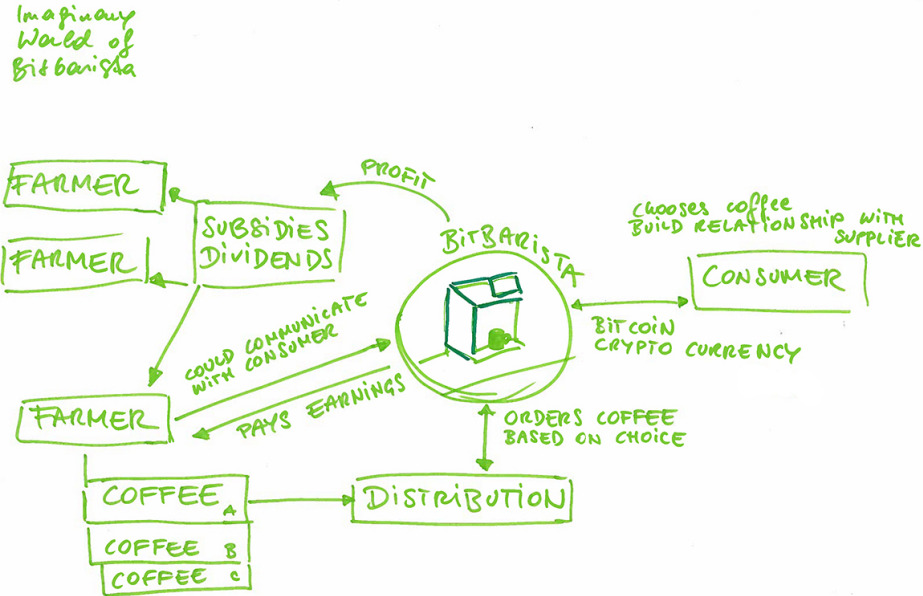 Imaginary
World of
Bitbarista
FARMER
FARMER
SUBSiDiES
DiViDENDS
PROFiT
BiTBARiSTA
CHOOSES COFFEE
BUiLD RELATiONSHiP WiTH
SUPPLiER
CONSUMER
BiTCOiN
CRYPTO CURRENCY
COULD COMMUNiCATE
WiTH CONSUMER
PAYS EARNiNGS
FARMER
ORDERS COFFEE
BASED ON CHOiCE
COFFEE A
COFFEE B
COFFEE C
DiSTRiBUTiON